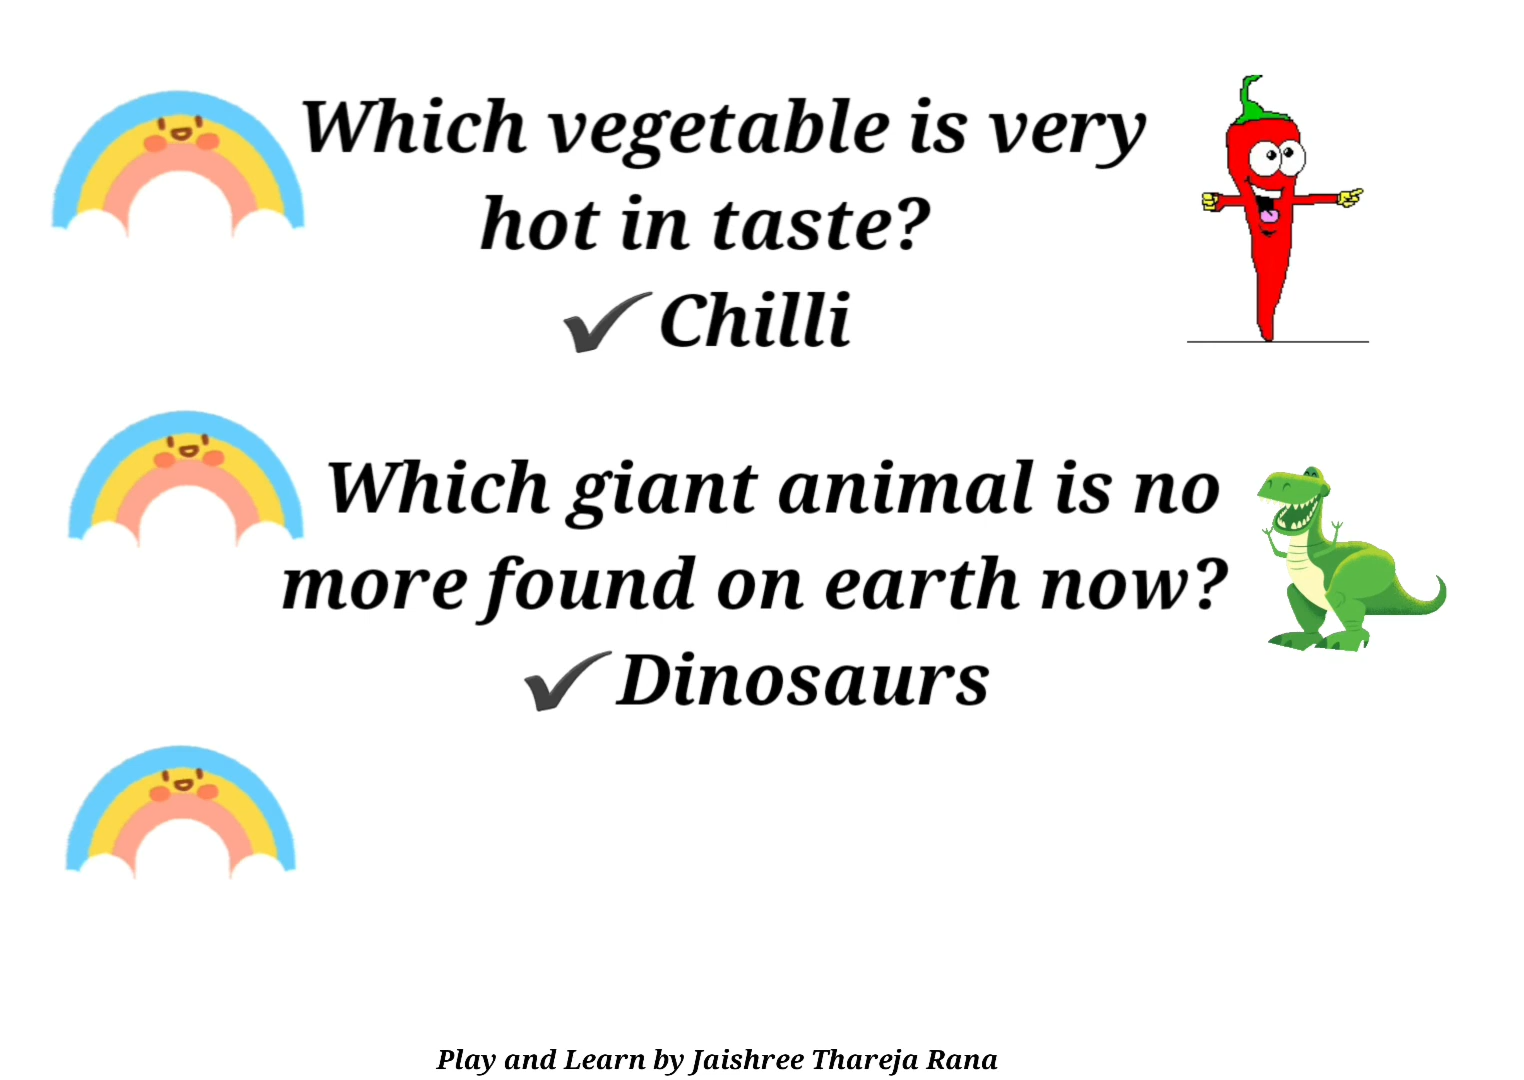 Which vegetable is very
hot in taste?
✔Chilli
Which giant animal is no
more found on earth now?
✔Dinosaurs
Play and Learn by Jaishree Thareja Rana